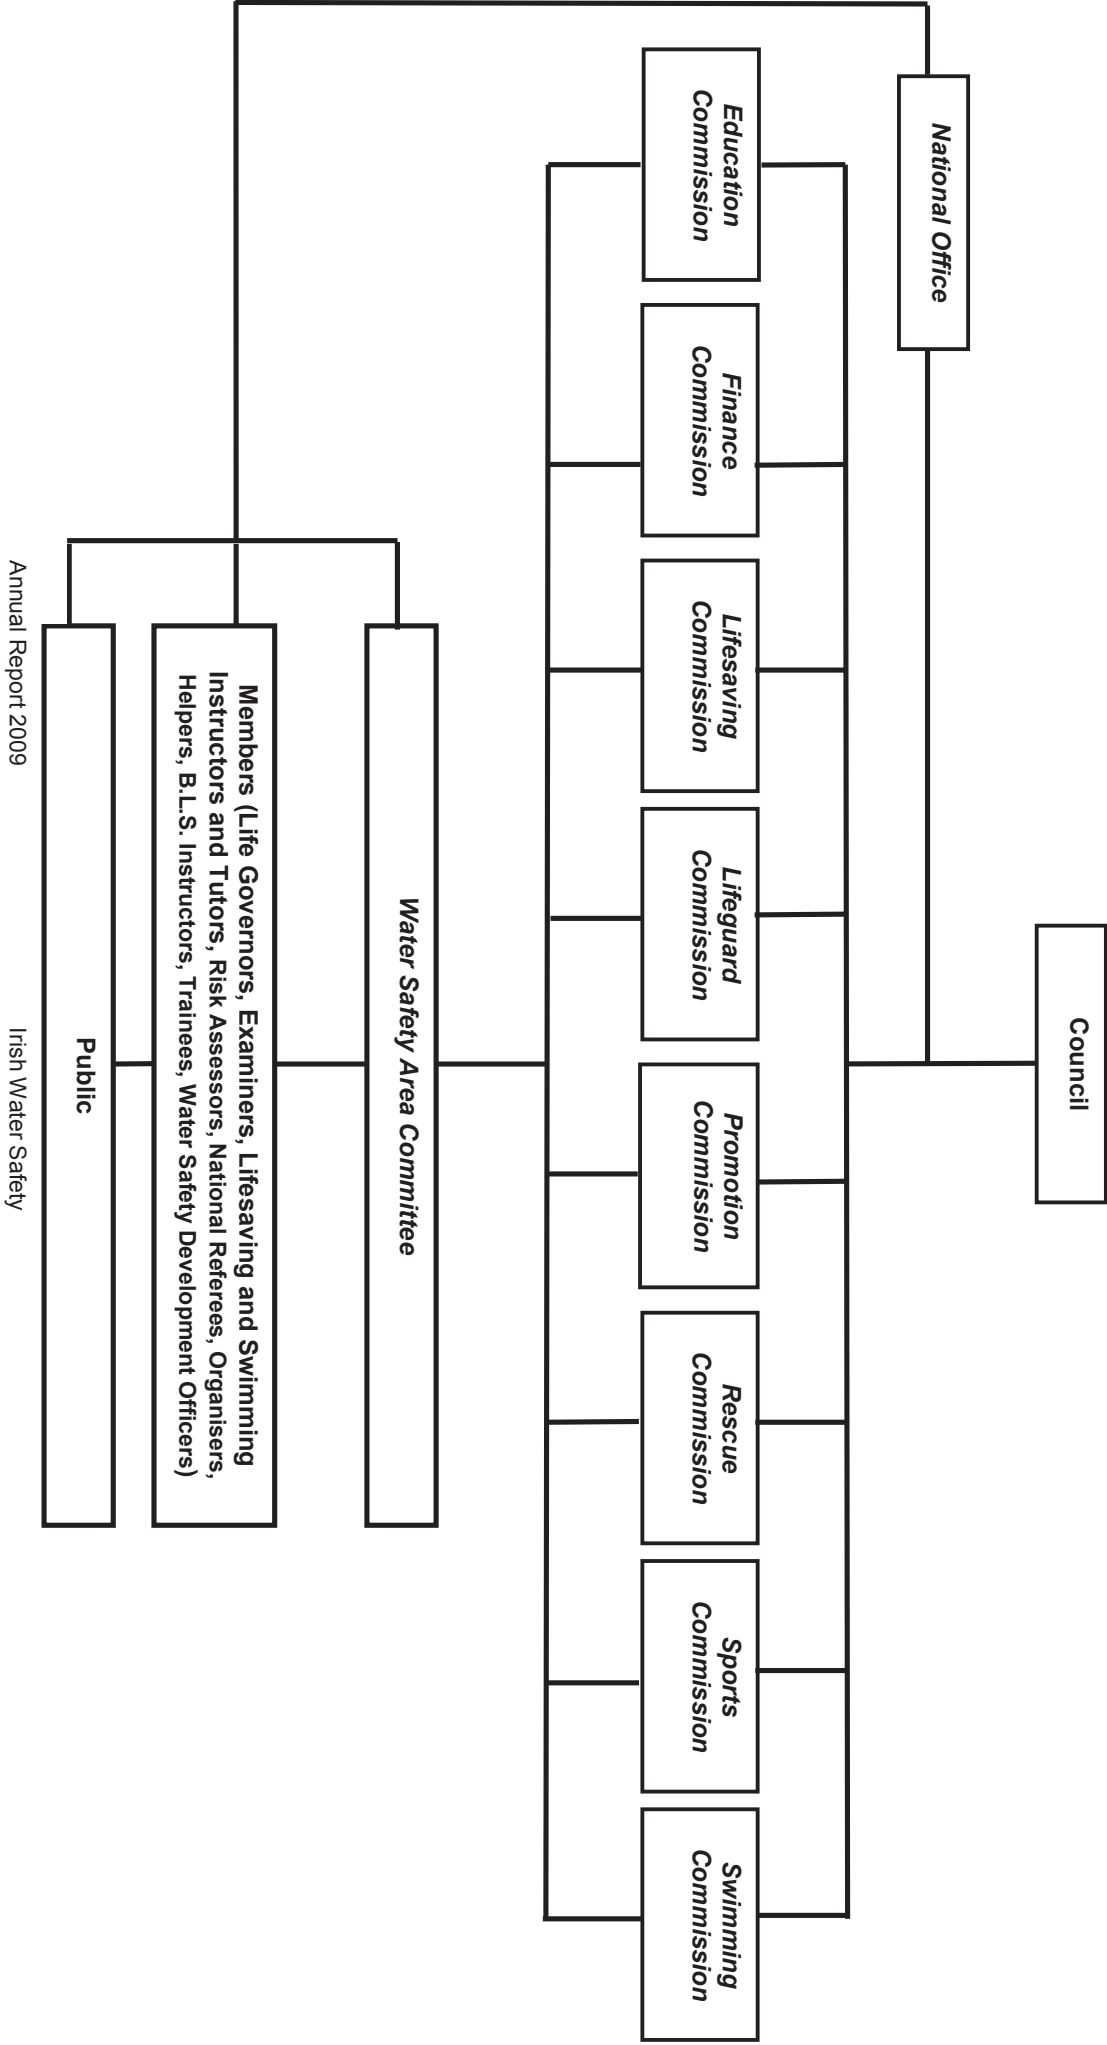 Council
National Office
Education
Commission
Finance
Commission
Lifesaving
Commission
Lifeguard
Commission
Promotion
Commission
Rescue
Commission
Sports
Commission
Swimming
Commission
Water Safety Area Committee
Members (Life Governors, Examiners, Lifesaving and Swimming
Instructors and Tutors, Risk Assessors, National Referees, Organisers,
Helpers, B.L.S. Instructors, Trainees, Water Safety Development Officers)
Public
Annual Report 2009
Irish Water Safety